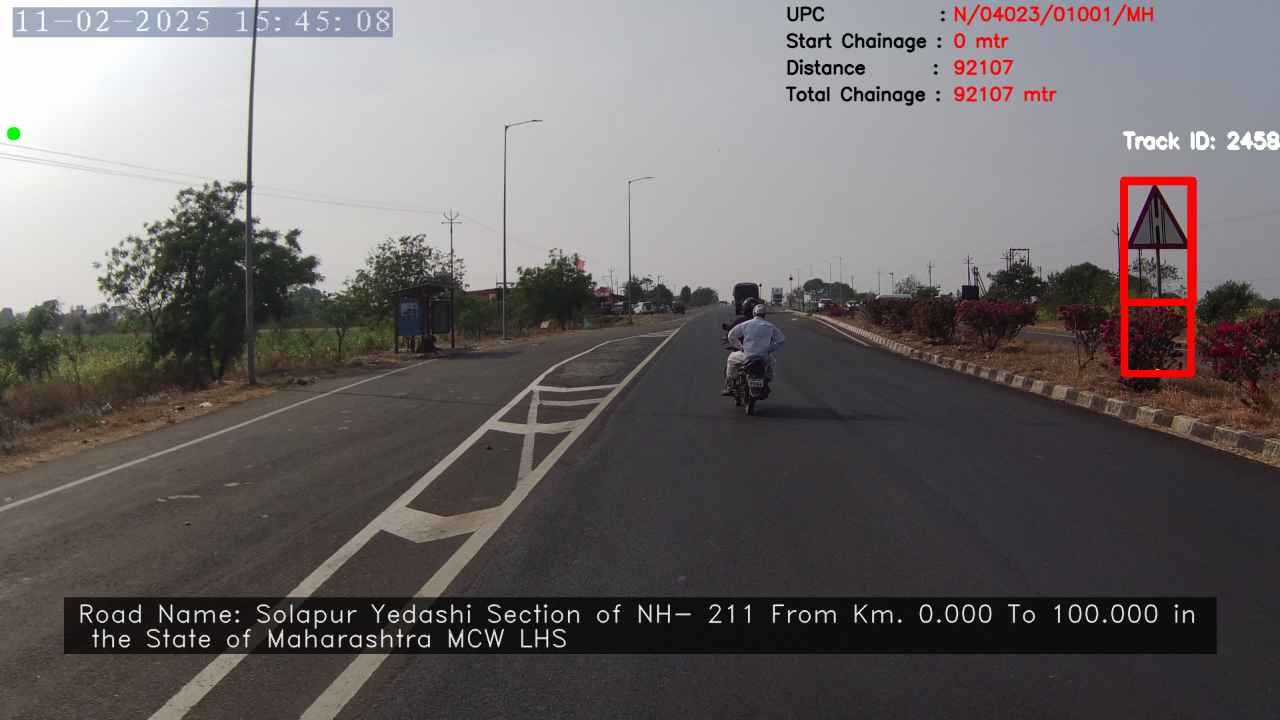 11-02-2025 15:45:08
UPC : N/04023/01001/MH
Start Chainage : 0 mtr
Distance : 92107
Total Chainage : 92107 mtr
Track ID: 2458
Road Name: Solapur Yedashi Section of NH- 211 From Km. 0.000 To 100.000 in
the State of Maharashtra MCW LHS